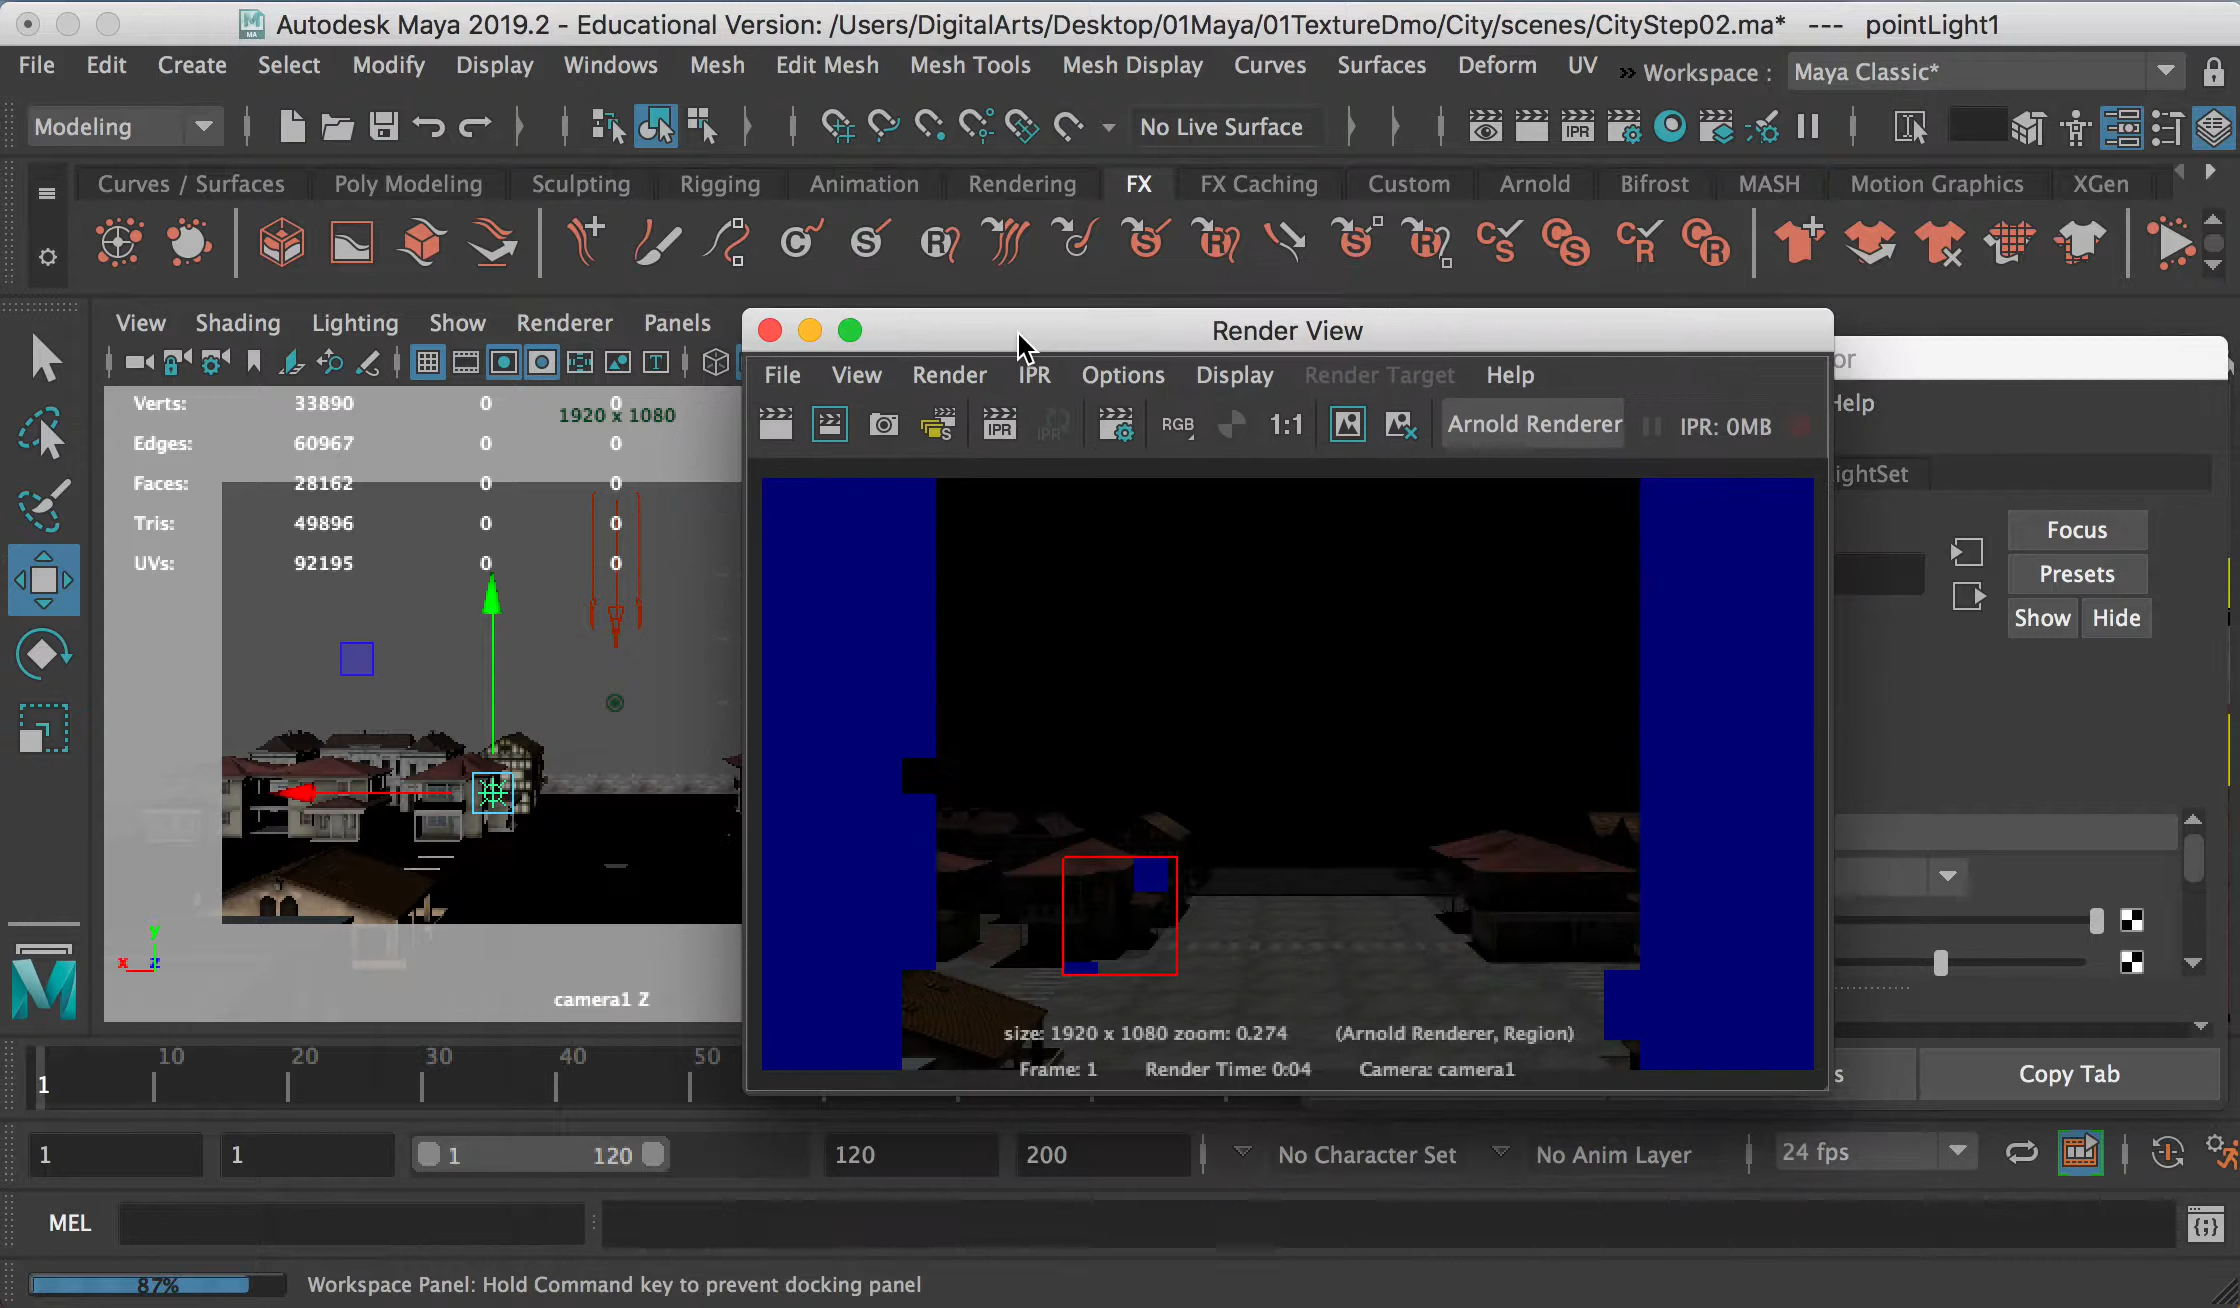 Autodesk Maya 2019.2 - Educational Version: /Users/DigitalArts/Desktop/01Maya/01TextureDmo/City/scenes/CityStep02.ma* --- pointLight1
File Edit Create Select Modify Display Windows Mesh Edit Mesh Mesh Tools Mesh Display Curves Surfaces Deform UV Workspace : Maya Classic*
Modeling No Live Surface IPR
Curves / Surfaces Poly Modeling Sculpting Rigging Animation Rendering FX FX Caching Custom Arnold Bifrost MASH Motion Graphics XGen
View Shading Lighting Show Renderer Panels
Render View
or
File View Render IPR Options Display Render Target Help
Help
IPR RGB 1:1 Arnold Renderer IPR: 0MB
1920 x 1080
Verts: 33890 0 0
Edges: 60967 0 0
Faces: 28162 0 0
Tris: 49896 0 0
UVs: 92195 0 0
ightSet
Focus
Presets
Show Hide
y
x z
camera1 Z
size: 1920 x 1080 zoom: 0.274 (Arnold Renderer, Region)
Frame: 1 Render Time: 0:04 Camera: camera1
s Copy Tab
1 10 20 30 40 50
1 1 1 120 120 200 No Character Set No Anim Layer 24 fps
MEL
87% Workspace Panel: Hold Command key to prevent docking panel